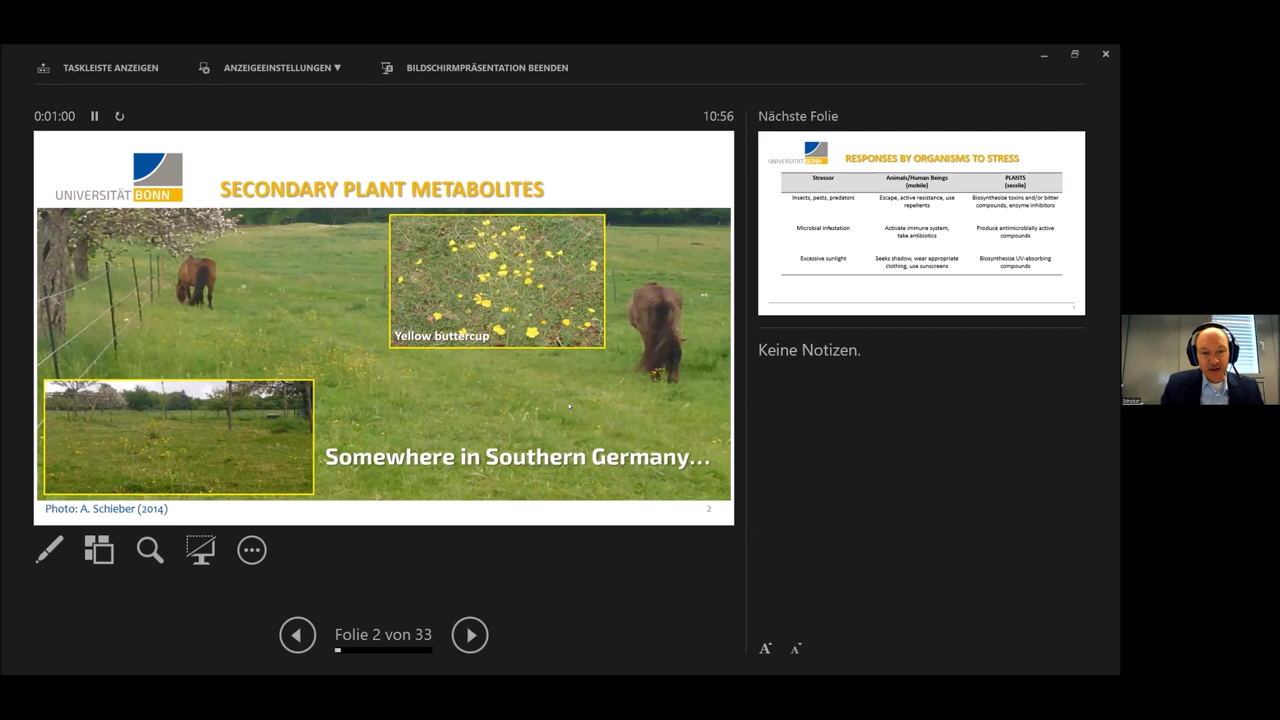 TASKLEISTE ANZEIGEN
ANZEIGEEINSTELLUNGEN ▼
BILDSCHIRMPRÄSENTATION BEENDEN
0:01:00
10:56
UNIVERSITÄT BONN
SECONDARY PLANT METABOLITES
Yellow buttercup
Somewhere in Southern Germany...
Photo: A. Schieber (2014)
2
Folie 2 von 33
Nächste Folie
UNIVERSITÄT BONN
RESPONSES BY ORGANISMS TO STRESS
Stressor
Animals/Human Beings
(mobile)
PLANTS
(sessile)
Insects, pests, predators
Escape, active resistance, use
repellents
Biosynthesize toxins and/or bitter
compounds, enzyme inhibitors
Microbial infestation
Activate immune system,
take antibiotics
Produce antimicrobially active
compounds
Excessive sunlight
Seeks shadow, wear appropriate
clothing, use sunscreens
Biosynthesize UV-absorbing
compounds
Keine Notizen.
A A
Schieber